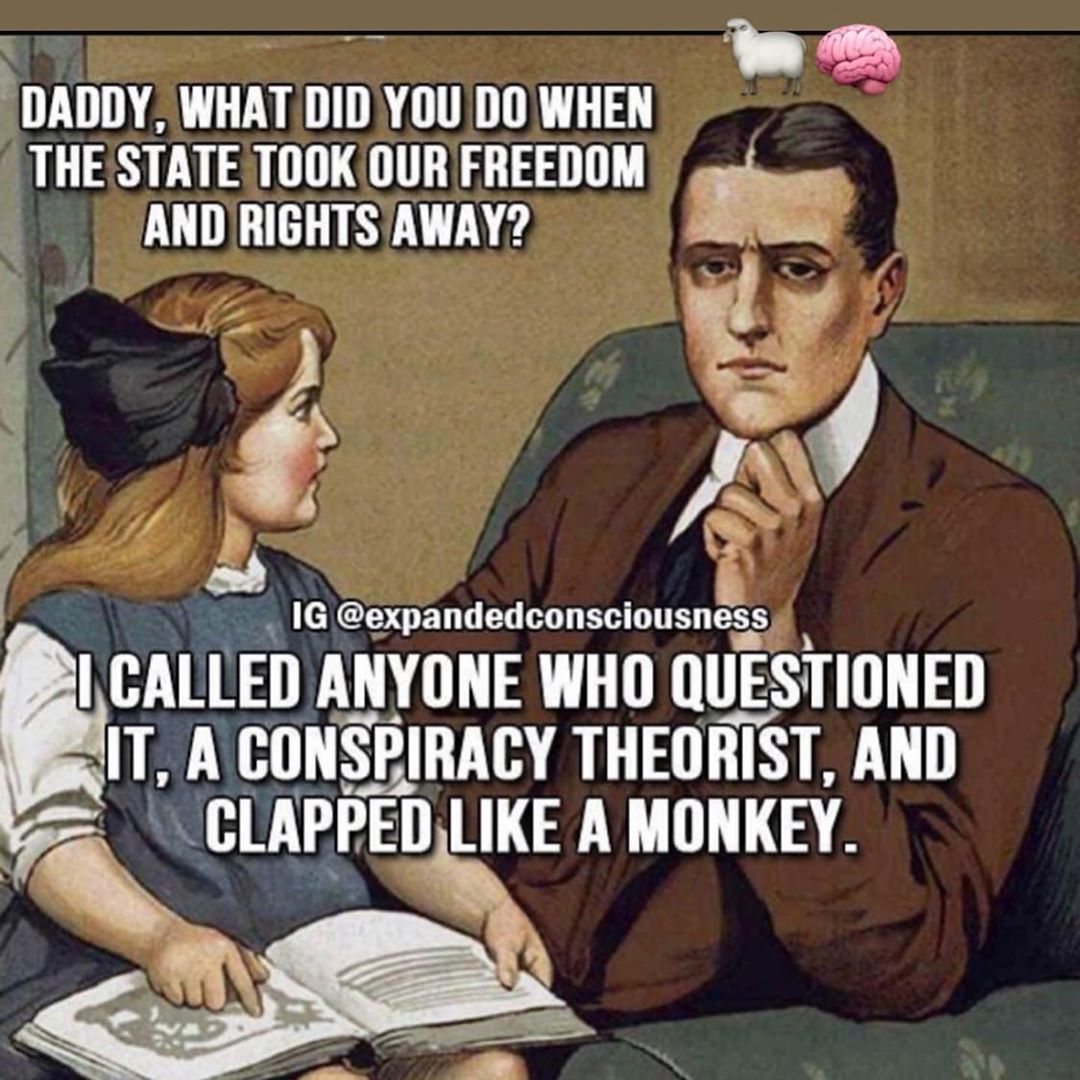 DADDY, WHAT DID YOU DO WHEN
THE STATE TOOK OUR FREEDOM
AND RIGHTS AWAY?
IG @expandedconsciousness
I CALLED ANYONE WHO QUESTIONED
IT, A CONSPIRACY THEORIST, AND
CLAPPED LIKE A MONKEY.